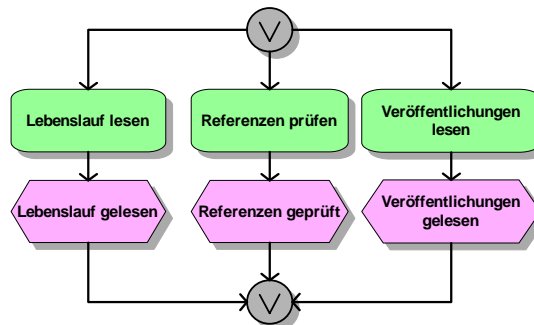 V
Lebenslauf lesen
Referenzen prüfen
Veröffentlichungen
lesen
Lebenslauf gelesen
Referenzen geprüft
Veröffentlichungen
gelesen
V